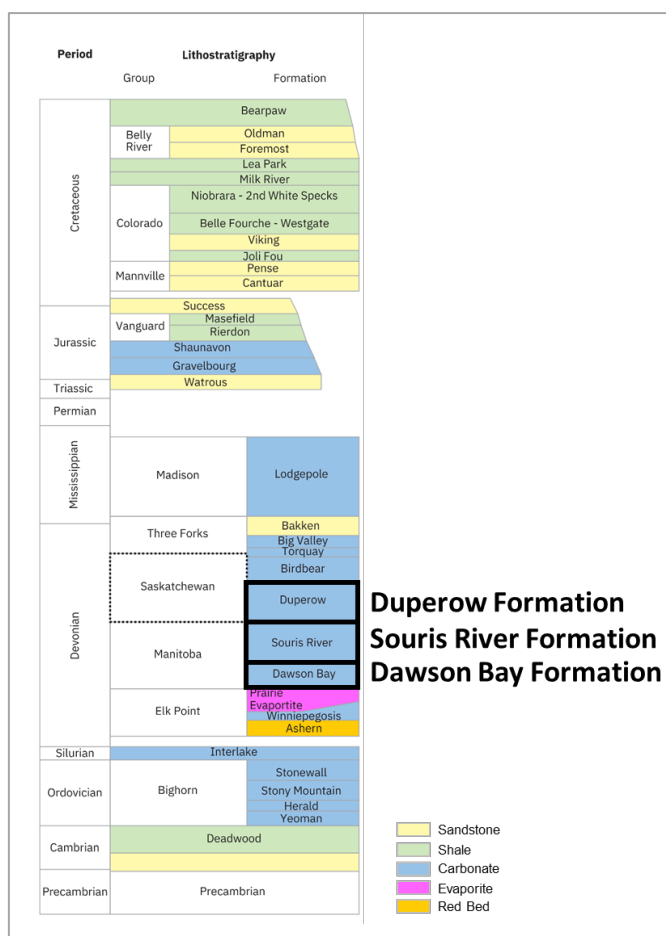 Period Lithostratigraphy
Group Formation
Cretaceous
Bearpaw
Belly
River
Oldman
Foremost
Lea Park
Milk River
Colorado
Niobrara - 2nd White Specks
Belle Fourche - Westgate
Viking
Joli Fou
Mannville
Pense
Cantuar
Jurassic
Success
Vanguard
Masefield
Rierdon
Shaunavon
Gravelbourg
Triassic
Watrous
Permian
Mississippian
Madison
Lodgepole
Devonian
Three Forks
Bakken
Big Valley
Torquay
Saskatchewan
Birdbear
Duperow
Duperow Formation
Manitoba
Souris River
Souris River Formation
Dawson Bay
Dawson Bay Formation
Elk Point
Prairie
Evaportite
Winniepegosis
Ashern
Silurian
Interlake
Ordovician
Bighorn
Stonewall
Stony Mountain
Herald
Yeoman
Cambrian
Deadwood
Precambrian
Precambrian
Sandstone
Shale
Carbonate
Evaporite
Red Bed